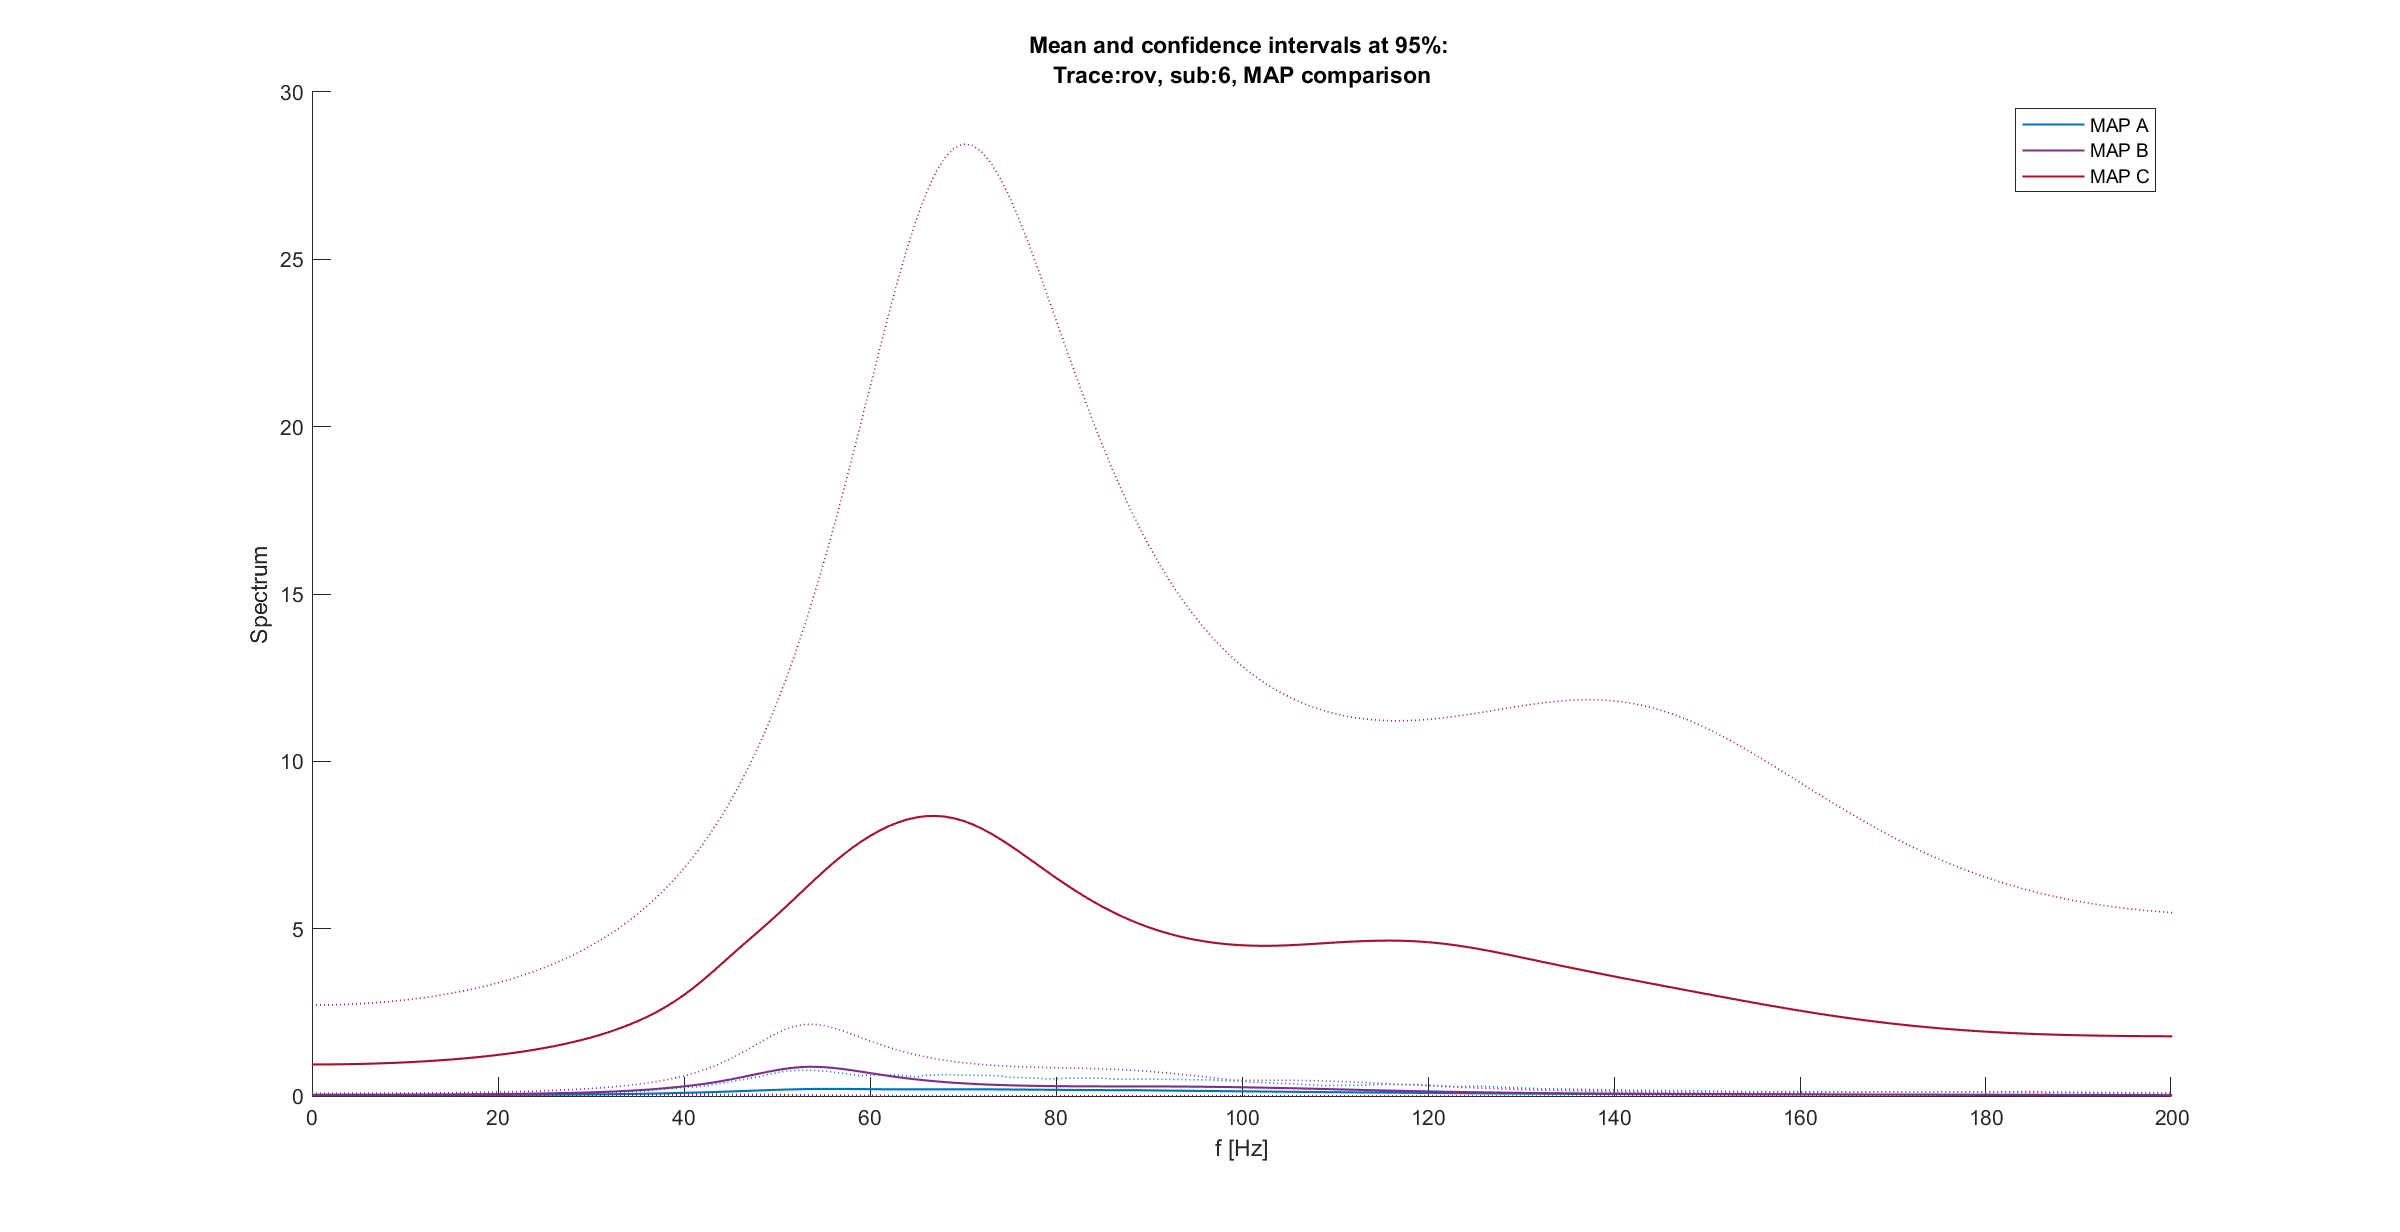 Mean and confidence intervals at 95%:
Trace:rov, sub:6, MAP comparison
MAP A
MAP B
MAP C
30
25
20
15
10
5
0
Spectrum
0 20 40 60 80 100 120 140 160 180 200
f [Hz]